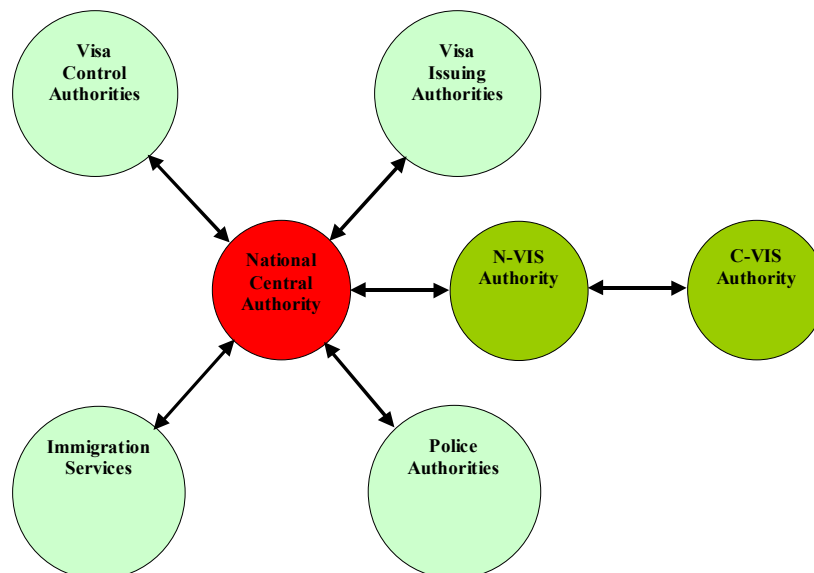 Visa
Control
Authorities
Visa
Issuing
Authorities
National
Central
Authority
N-VIS
Authority
C-VIS
Authority
Immigration
Services
Police
Authorities